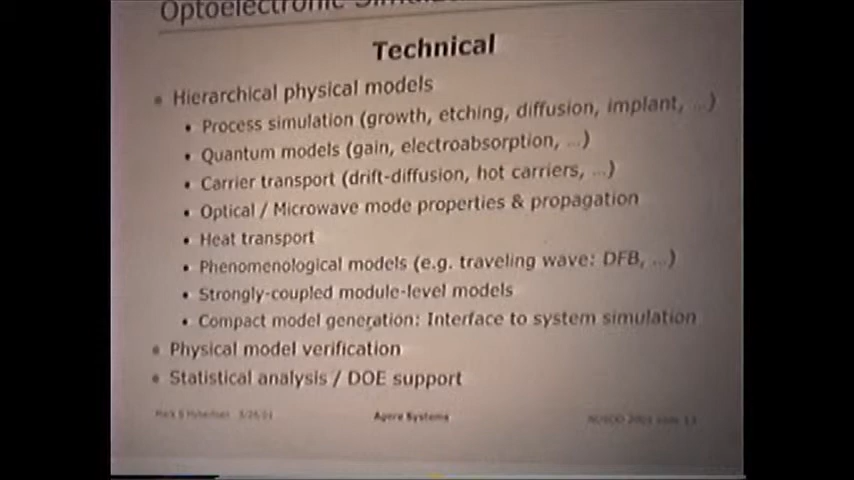 Optoelectronic
Technical
• Hierarchical physical models
• Process simulation (growth, etching, diffusion, implant, ...)
• Quantum models (gain, electroabsorption, ...)
• Carrier transport (drift-diffusion, hot carriers, ...)
• Optical / Microwave mode properties & propagation
• Heat transport
• Phenomenological models (e.g. traveling wave: DFB, ...)
• Strongly-coupled module-level models
• Compact model generation: Interface to system simulation
• Physical model verification
• Statistical analysis / DOE support
Agere Systems